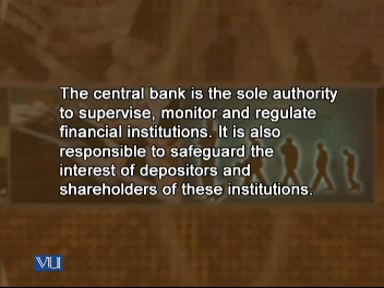 The central bank is the sole authority
to supervise, monitor and regulate
financial institutions. It is also
responsible to safeguard the
interest of depositors and
shareholders of these institutions.
VU